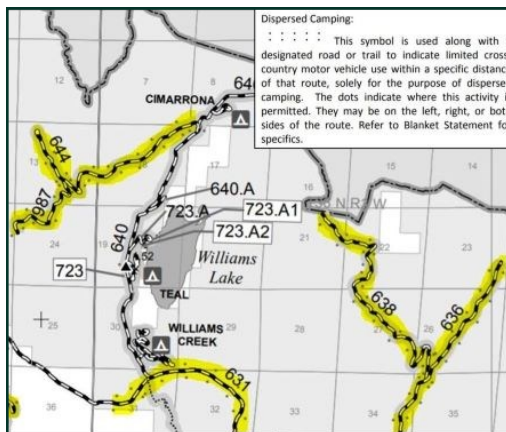 Dispersed Camping:
: : : : : This symbol is used along with
designated road or trail to indicate limited cross
country motor vehicle use within a specific distanc
of that route, solely for the purpose of disperse
camping. The dots indicate where this activity i
permitted. They may be on the left, right, or bot
sides of the route. Refer to Blanket Statement fo
specifics.
12
7
8
640
CIMARRONA
13
644
17
16
987
640.A
N R2 W
723.A
723.A1
24
19
640
723.A2
21
22
723
52
Williams
Lake
TEAL
638
636
25
30
WILLIAMS
CREEK
29
28
26
631
36
31
32
33
34
35